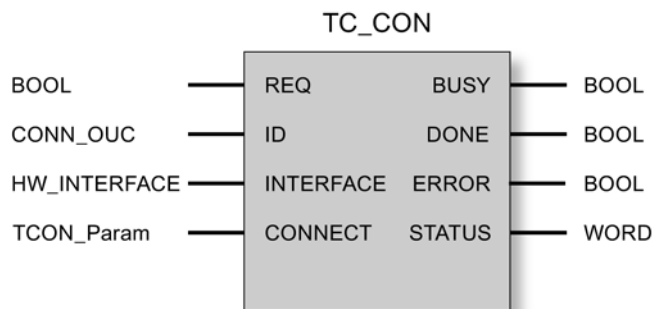 TC_CON
BOOL REQ BUSY BOOL
CONN_OUC ID DONE BOOL
HW_INTERFACE INTERFACE ERROR BOOL
TCON_Param CONNECT STATUS WORD